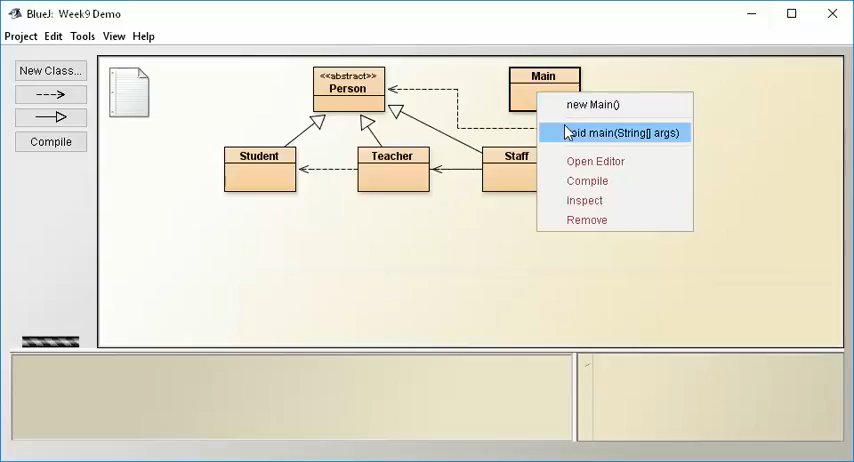 BlueJ: Week9 Demo
Project Edit Tools View Help
New Class...
Compile
<<abstract>>
Person
Main
Student
Teacher
Staff
new Main()
main(String[] args)
Open Editor
Compile
Inspect
Remove